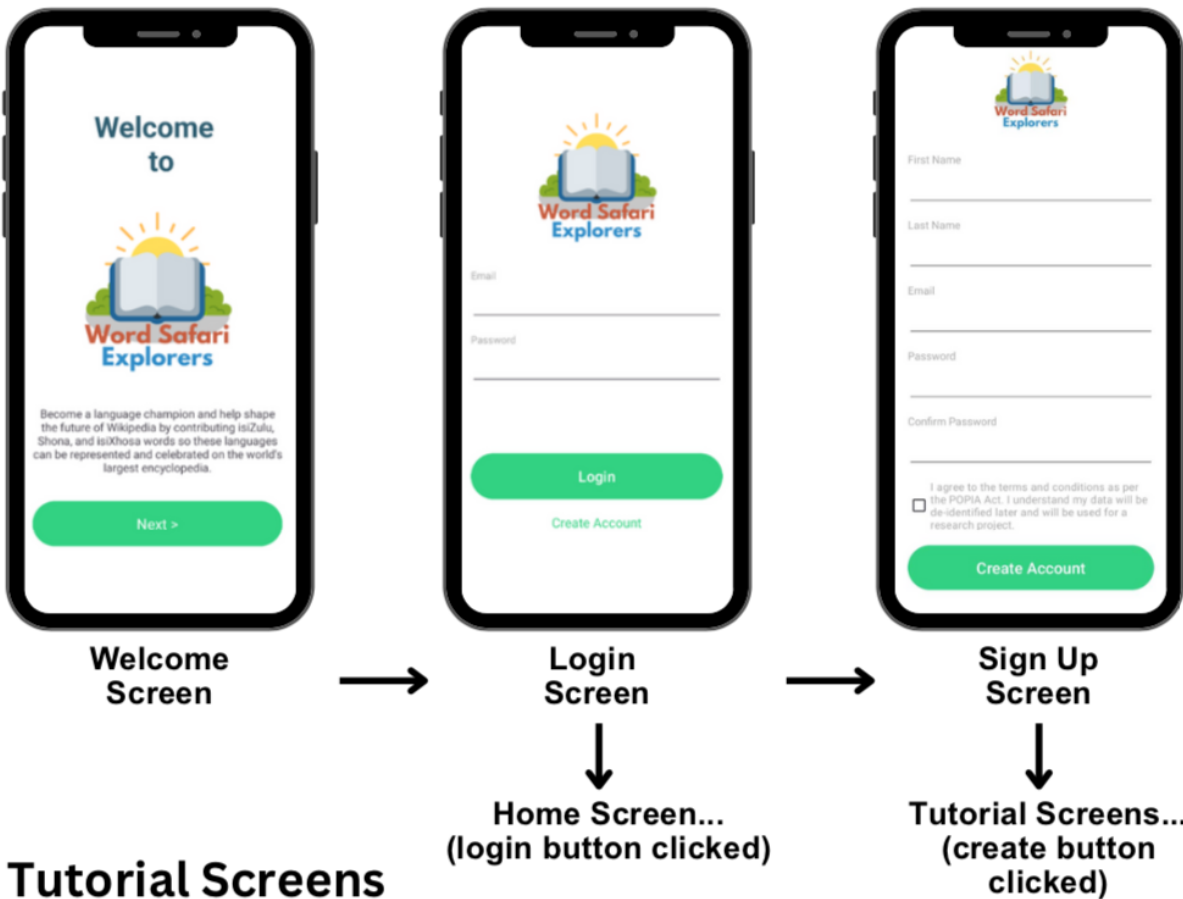 Welcome
to
Word Safari
Explorers
Become a language champion and help shape
the future of Wikipedia by contributing isiZulu,
Shona, and isiXhosa words so these languages
can be represented and celebrated on the world's
largest encyclopedia.
Next >
Welcome
Screen
Word Safari
Explorers
Email
Password
Login
Create Account
Login
Screen
Home Screen...
(login button clicked)
Word Safari
Explorers
First Name
Last Name
Email
Password
Confirm Password
I agree to the terms and conditions as per
the POPIA Act. I understand my data will be
de-identified later and will be used for a
research project.
Create Account
Sign Up
Screen
Tutorial Screens...
(create button
clicked)
Tutorial Screens